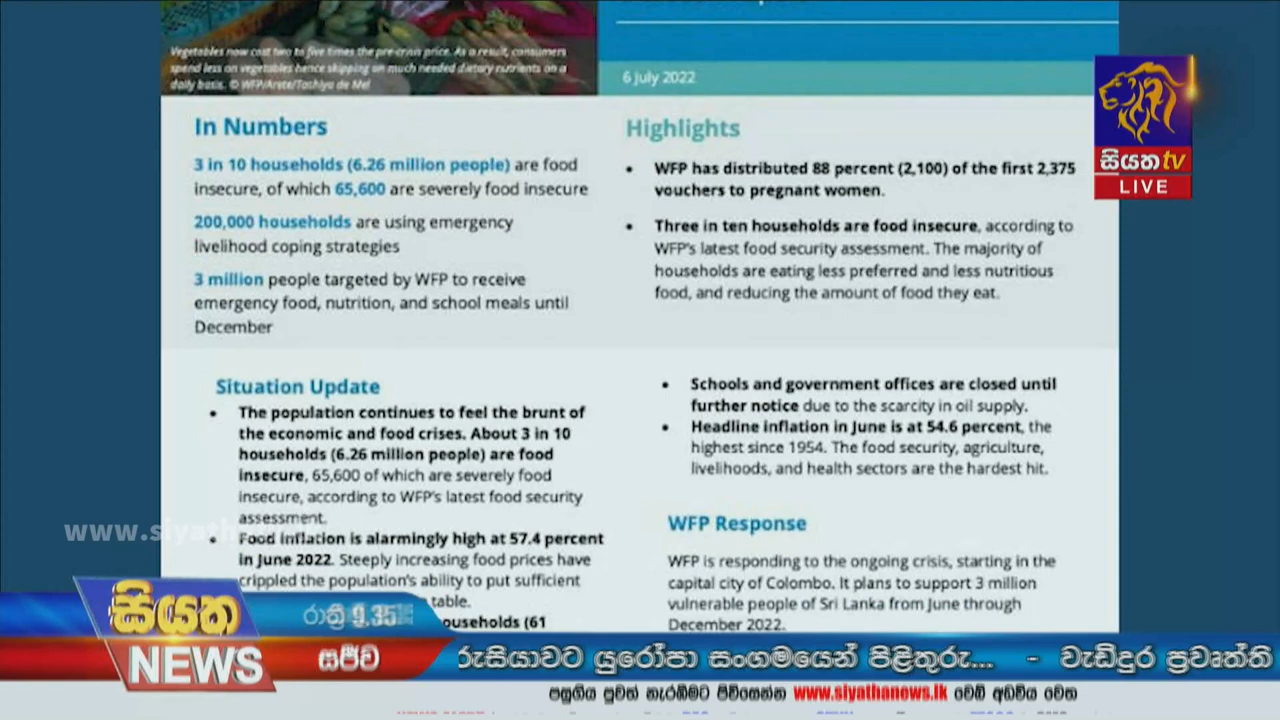 Vegetables now cost two to five times the pre-crisis price. As a result, consumers
spend less on vegetables hence skipping on much needed dietary nutrients on a
daily basis. © WFP/Arete/Tashiya de Mel
6 July 2022
සියත tv
LIVE
In Numbers
3 in 10 households (6.26 million people) are food
insecure, of which 65,600 are severely food insecure
200,000 households are using emergency
livelihood coping strategies
3 million people targeted by WFP to receive
emergency food, nutrition, and school meals until
December
Highlights
• WFP has distributed 88 percent (2,100) of the first 2,375
vouchers to pregnant women.
• Three in ten households are food insecure, according to
WFP's latest food security assessment. The majority of
households are eating less preferred and less nutritious
food, and reducing the amount of food they eat.
Situation Update
• The population continues to feel the brunt of
the economic and food crises. About 3 in 10
households (6.26 million people) are food
insecure, 65,600 of which are severely food
insecure, according to WFP's latest food security
assessment.
• Food inflation is alarmingly high at 57.4 percent
in June 2022. Steeply increasing food prices have
crippled the population's ability to put sufficient
table.
ouseholds (61
• Schools and government offices are closed until
further notice due to the scarcity in oil supply.
• Headline inflation in June is at 54.6 percent, the
highest since 1954. The food security, agriculture,
livelihoods, and health sectors are the hardest hit.
WFP Response
WFP is responding to the ongoing crisis, starting in the
capital city of Colombo. It plans to support 3 million
vulnerable people of Sri Lanka from June through
December 2022.
www.siyath
සියත
NEWS
රාත්‍රී 9.35
සජීව
රුසියාවට යුරෝපා සංගමයෙන් පිළිතුරු... - වැඩිදුර ප්‍රවෘත්ති
පසුගිය පුවත් නැරඹීමට පිවිසෙන්න www.siyathanews.lk වෙබ් අඩවිය වෙත